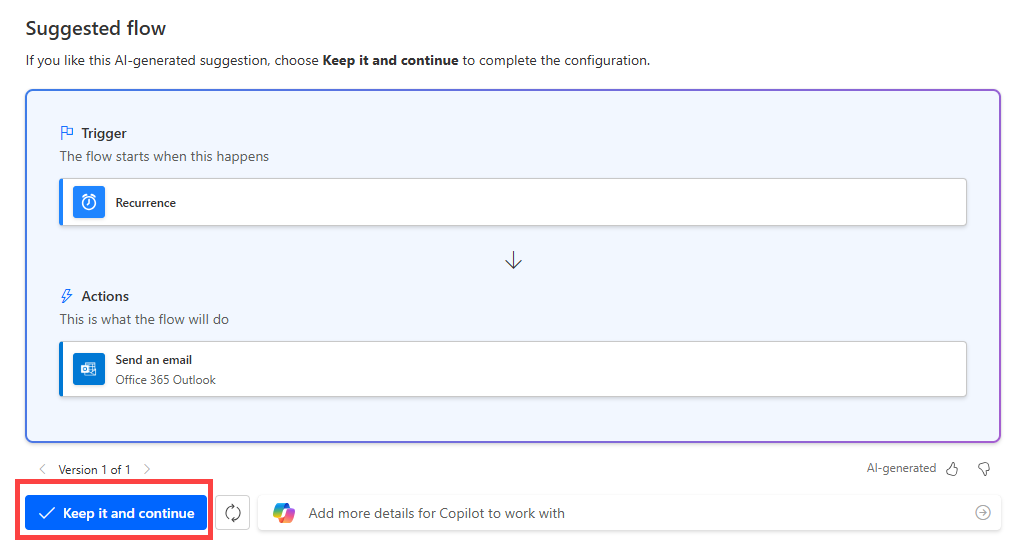 Suggested flow
If you like this AI-generated suggestion, choose Keep it and continue to complete the configuration.
Trigger
The flow starts when this happens
Recurrence
Actions
This is what the flow will do
Send an email
Office 365 Outlook
Version 1 of 1
AI-generated
Keep it and continue
Add more details for Copilot to work with